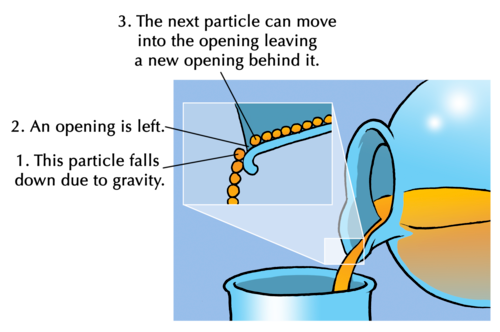 3. The next particle can move
into the opening leaving
a new opening behind it.
2. An opening is left.
1. This particle falls
down due to gravity.